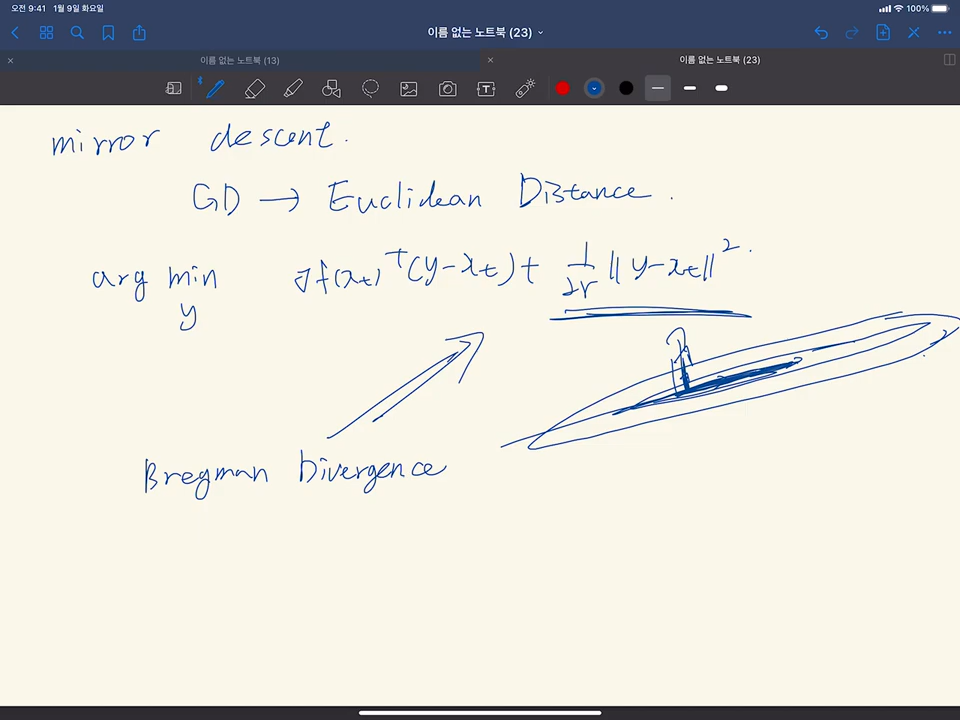 오전 9:41 1월 9일 화요일
100%
이름 없는 노트북 (23)
이름 없는 노트북 (13)
이름 없는 노트북 (23)
mirror descent.
GD → Euclidean Distance.
arg min ∇f(xt)ᵀ(y-xt) + 1/2r ||y-xt||².
y
Bregman Divergence